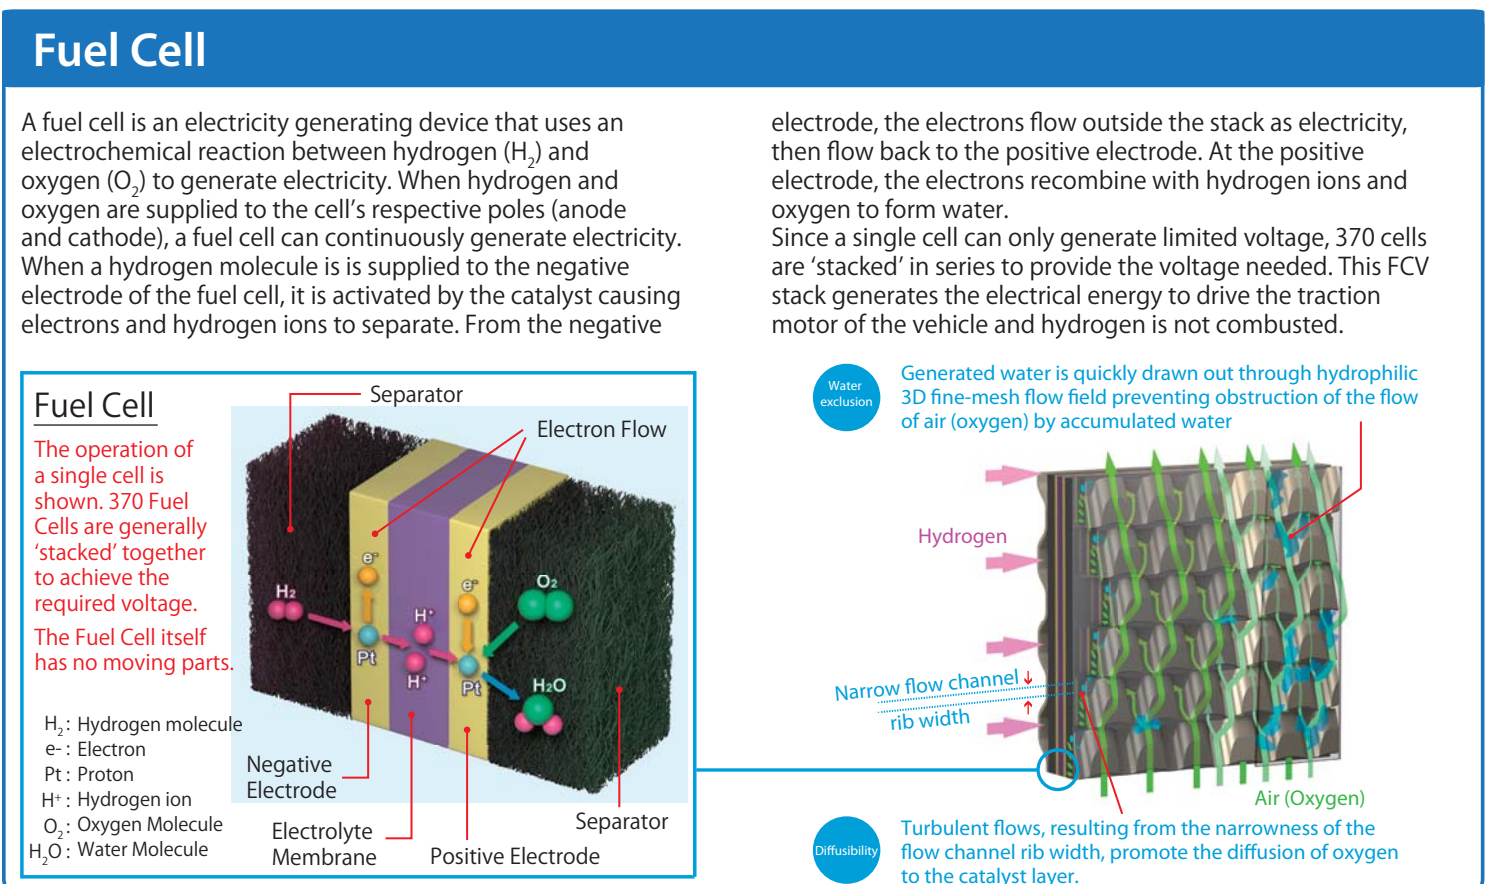 Fuel Cell
A fuel cell is an electricity generating device that uses an
electrochemical reaction between hydrogen (H₂) and
oxygen (O₂) to generate electricity. When hydrogen and
oxygen are supplied to the cell's respective poles (anode
and cathode), a fuel cell can continuously generate electricity.
When a hydrogen molecule is is supplied to the negative
electrode of the fuel cell, it is activated by the catalyst causing
electrons and hydrogen ions to separate. From the negative
electrode, the electrons flow outside the stack as electricity,
then flow back to the positive electrode. At the positive
electrode, the electrons recombine with hydrogen ions and
oxygen to form water.
Since a single cell can only generate limited voltage, 370 cells
are ‘stacked’ in series to provide the voltage needed. This FCV
stack generates the electrical energy to drive the traction
motor of the vehicle and hydrogen is not combusted.
Fuel Cell
The operation of
a single cell is
shown. 370 Fuel
Cells are generally
‘stacked’ together
to achieve the
required voltage.
The Fuel Cell itself
has no moving parts.
H₂ : Hydrogen molecule
e- : Electron
Pt : Proton
H⁺ : Hydrogen ion
O₂ : Oxygen Molecule
H₂O : Water Molecule
Separator
Electron Flow
e⁻
e⁻
O₂
H₂
H⁺
Pt
H⁺
Pt
H₂O
Negative
Electrode
Electrolyte
Membrane
Positive Electrode
Separator
Water
exclusion
Generated water is quickly drawn out through hydrophilic
3D fine-mesh flow field preventing obstruction of the flow
of air (oxygen) by accumulated water
Hydrogen
Narrow flow channel
rib width
Air (Oxygen)
Diffusibility
Turbulent flows, resulting from the narrowness of the
flow channel rib width, promote the diffusion of oxygen
to the catalyst layer.